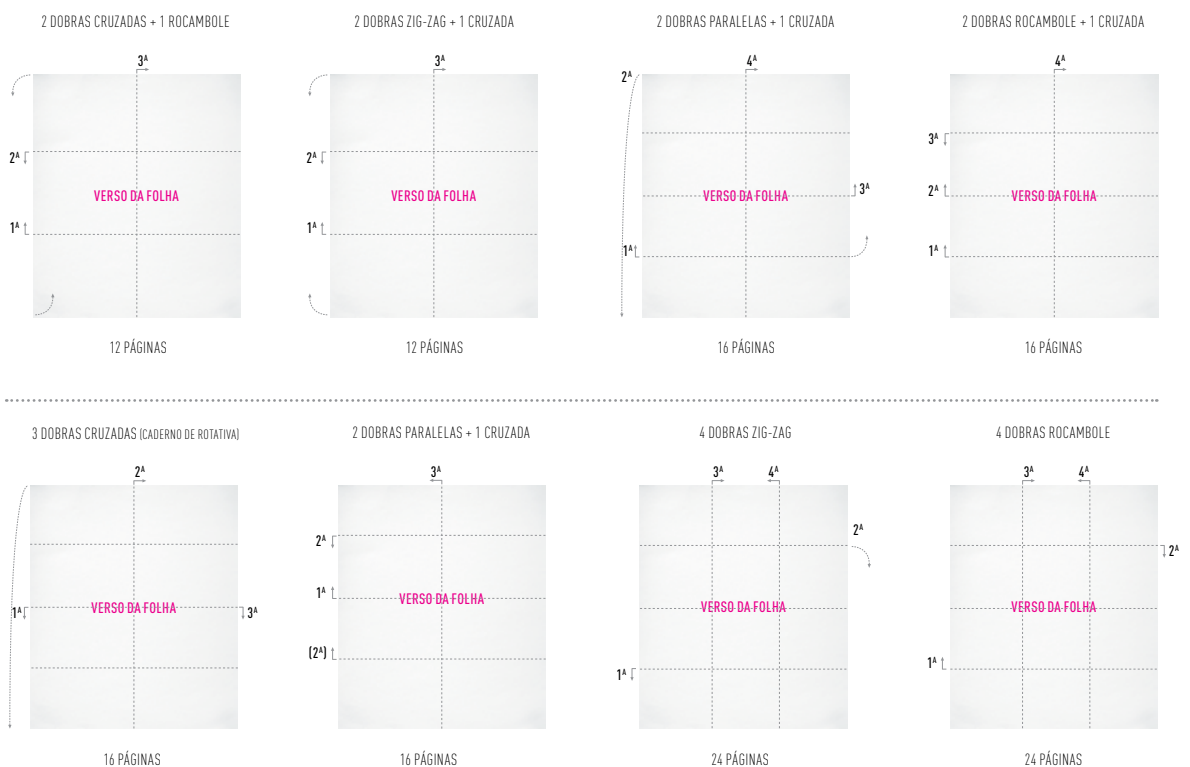 2 DOBRAS CRUZADAS + 1 ROCAMBOLE
3ᴬ
2ᴬ
VERSO DA FOLHA
1ᴬ
12 PÁGINAS
2 DOBRAS ZIG-ZAG + 1 CRUZADA
3ᴬ
2ᴬ
VERSO DA FOLHA
1ᴬ
12 PÁGINAS
2 DOBRAS PARALELAS + 1 CRUZADA
4ᴬ
2ᴬ
VERSO DA FOLHA
3ᴬ
1ᴬ
16 PÁGINAS
2 DOBRAS ROCAMBOLE + 1 CRUZADA
4ᴬ
3ᴬ
2ᴬ
VERSO DA FOLHA
1ᴬ
16 PÁGINAS
3 DOBRAS CRUZADAS (CADERNO DE ROTATIVA)
2ᴬ
1ᴬ
VERSO DA FOLHA
3ᴬ
16 PÁGINAS
2 DOBRAS PARALELAS + 1 CRUZADA
3ᴬ
2ᴬ
1ᴬ
VERSO DA FOLHA
(2ᴬ)
16 PÁGINAS
4 DOBRAS ZIG-ZAG
3ᴬ 4ᴬ
2ᴬ
VERSO DA FOLHA
1ᴬ
24 PÁGINAS
4 DOBRAS ROCAMBOLE
3ᴬ 4ᴬ
2ᴬ
VERSO DA FOLHA
1ᴬ
24 PÁGINAS